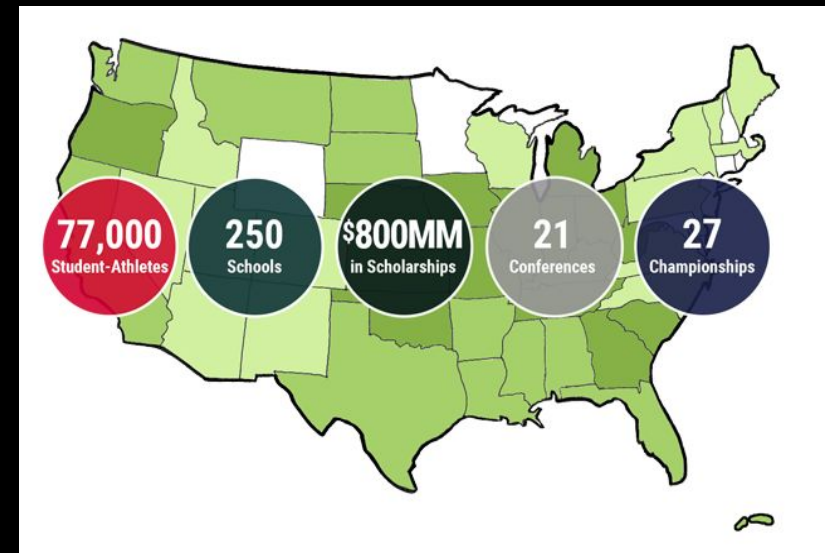 77,000
Student-Athletes
250
Schools
$800MM
in Scholarships
21
Conferences
27
Championships